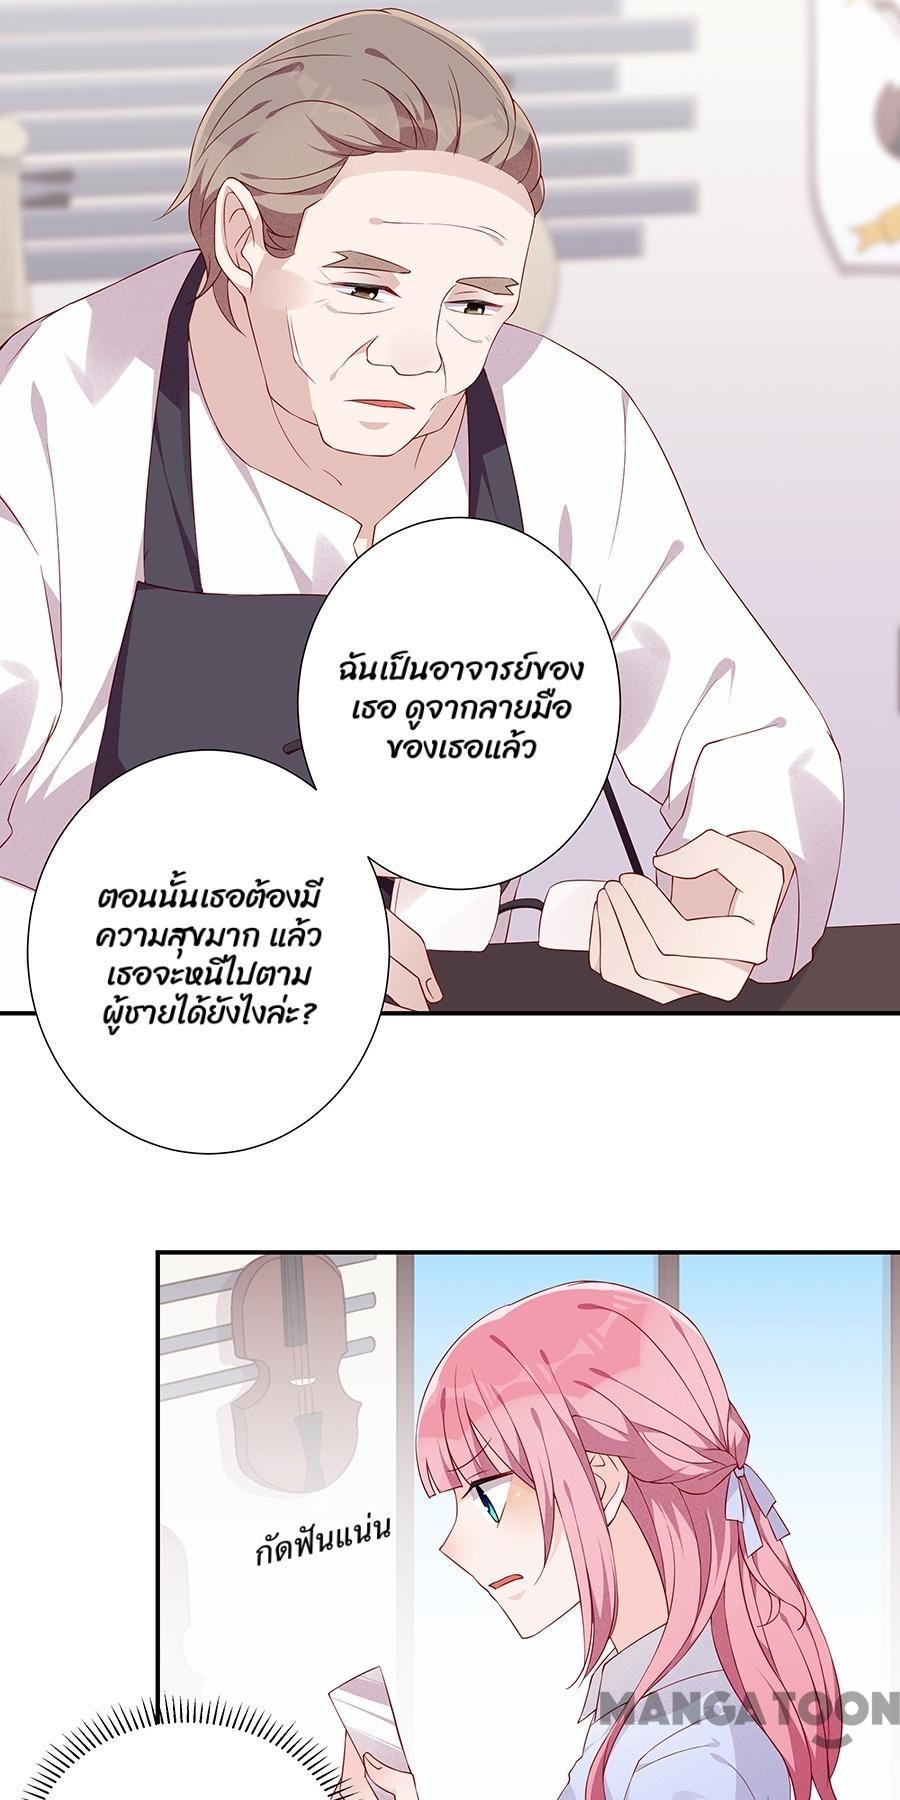 ฉันเป็นอาจารย์ของ
เธอ ดูจากลายมือ
ของเธอแล้ว
ตอนนั้นเธอต้องมี
ความสุขมาก แล้ว
เธอจะหนีไปตาม
ผู้ชายได้ยังไงล่ะ?
กัดฟันแน่น
MANGATOON